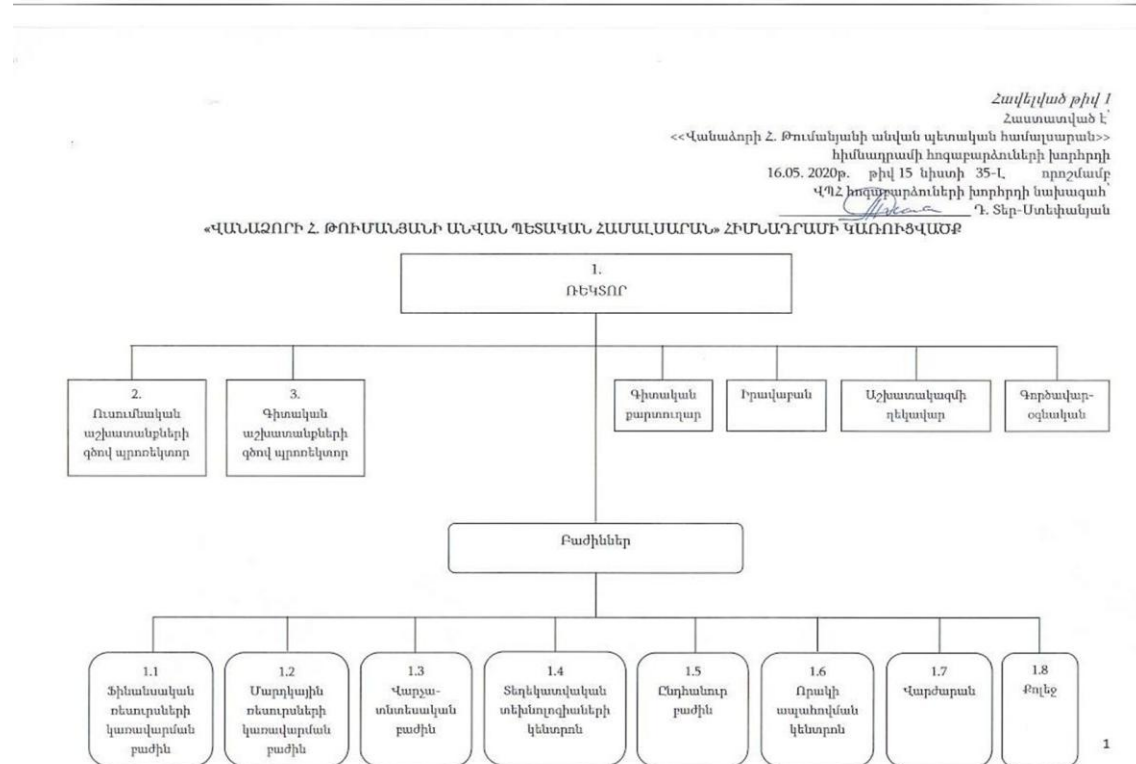 Հավելված թիվ 1
Հաստատված է՝
<<Վանաձորի Հ. Թումանյանի անվան պետական համալսարան>>
հիմնադրամի հոգաբարձուների խորհրդի
16.05. 2020թ. թիվ 15 նիստի 35-Լ որոշմամբ
ՎՊՀ հոգաբարձուների խորհրդի նախագահ՝
Դ. Տեր-Ստեփանյան
«ՎԱՆԱՁՈՐԻ Հ. ԹՈՒՄԱՆՅԱՆԻ ԱՆՎԱՆ ՊԵՏԱԿԱՆ ՀԱՄԱԼՍԱՐԱՆ» ՀԻՄՆԱԴՐԱՄԻ ԿԱՌՈՒՑՎԱԾՔ
1.
ՌԵԿՏՈՐ
2.
Ուսումնական
աշխատանքների
գծով պրոռեկտոր
3.
Գիտական
աշխատանքների
գծով պրոռեկտոր
Գիտական
քարտուղար
Իրավաբան
Աշխատակազմի
ղեկավար
Գործավար-
օգնական
Բաժիններ
1.1
Ֆինանսական
ռեսուրսների
կառավարման
բաժին
1.2
Մարդկային
ռեսուրսների
կառավարման
բաժին
1.3
Վարչա-
տնտեսական
բաժին
1.4
Տեղեկատվական
տեխնոլոգիաների
կենտրոն
1.5
Ընդհանուր
բաժին
1.6
Որակի
ապահովման
կենտրոն
1.7
Վարժարան
1.8
Քոլեջ
1